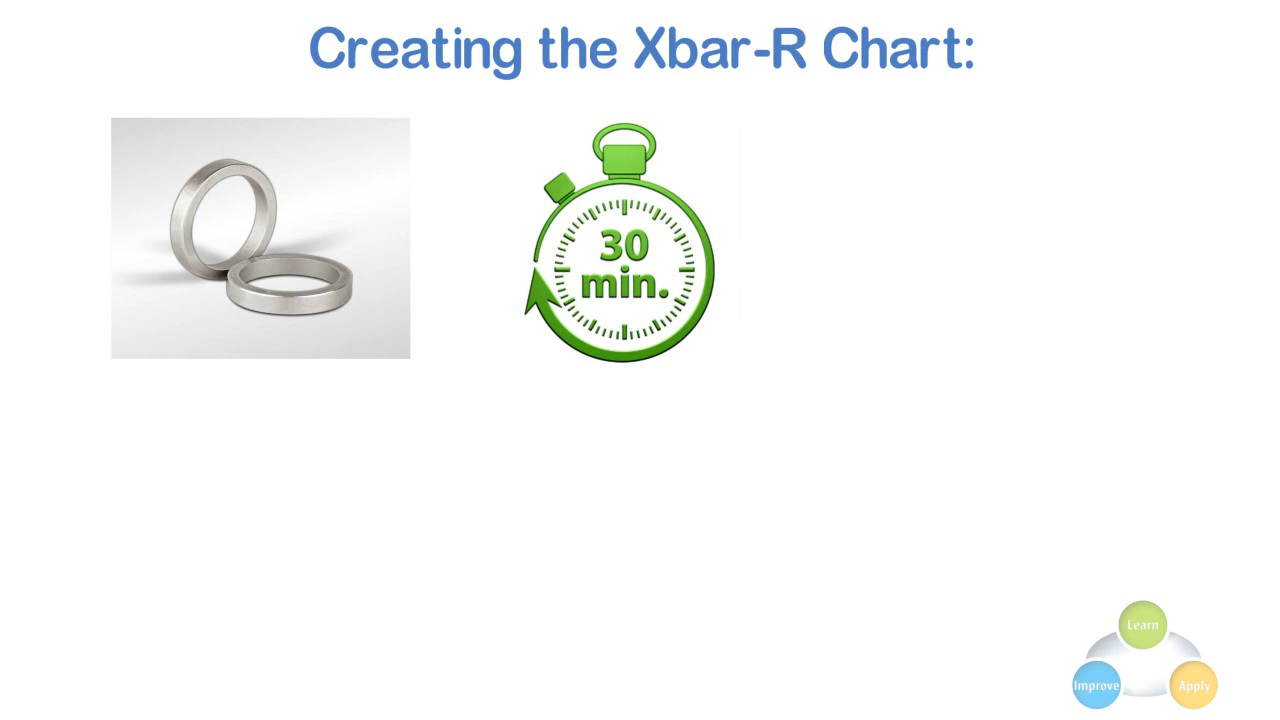 Creating the Xbar-R Chart:
30
min.
Learn
Improve
Apply